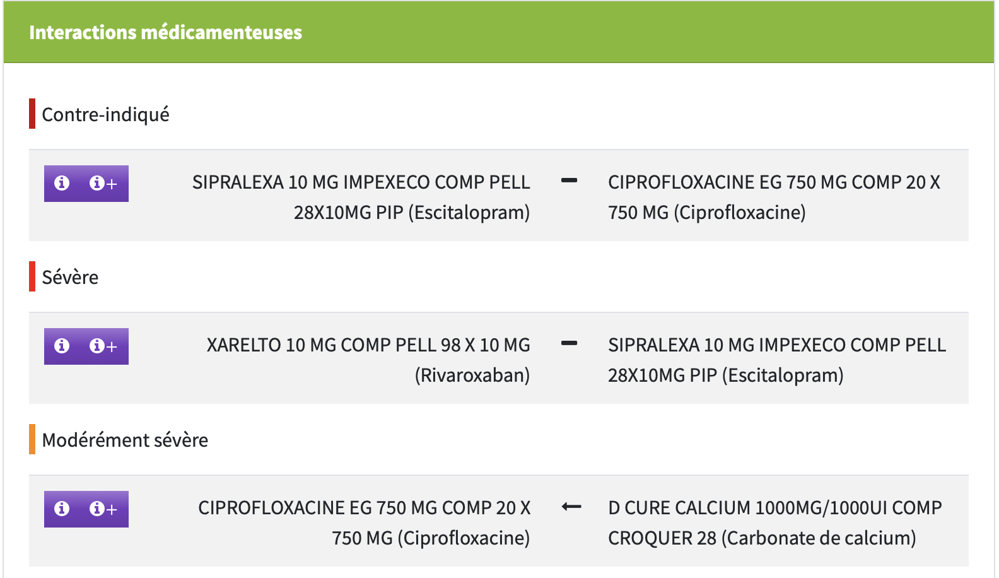 Interactions médicamenteuses
Contre-indiqué
SIPRALEXA 10 MG IMPEXECO COMP PELL
28X10MG PIP (Escitalopram)
CIPROFLOXACINE EG 750 MG COMP 20 X
750 MG (Ciprofloxacine)
Sévère
XARELTO 10 MG COMP PELL 98 X 10 MG
(Rivaroxaban)
SIPRALEXA 10 MG IMPEXECO COMP PELL
28X10MG PIP (Escitalopram)
Modérément sévère
CIPROFLOXACINE EG 750 MG COMP 20 X
750 MG (Ciprofloxacine)
D CURE CALCIUM 1000MG/1000UI COMP
CROQUER 28 (Carbonate de calcium)